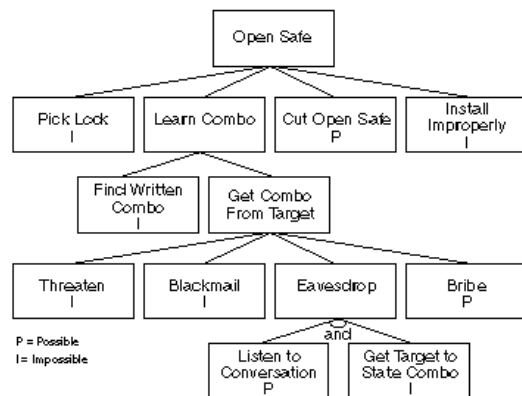 Open Safe
Pick Lock
I
Learn Combo
Cut Open Safe
P
Install
Improperly
I
Find Written
Combo
I
Get Combo
From Target
Threaten
I
Blackmail
I
Eavesdrop
Bribe
P
P = Possible
I = Impossible
and
Listen to
Conversation
P
Get Target to
State Combo
I